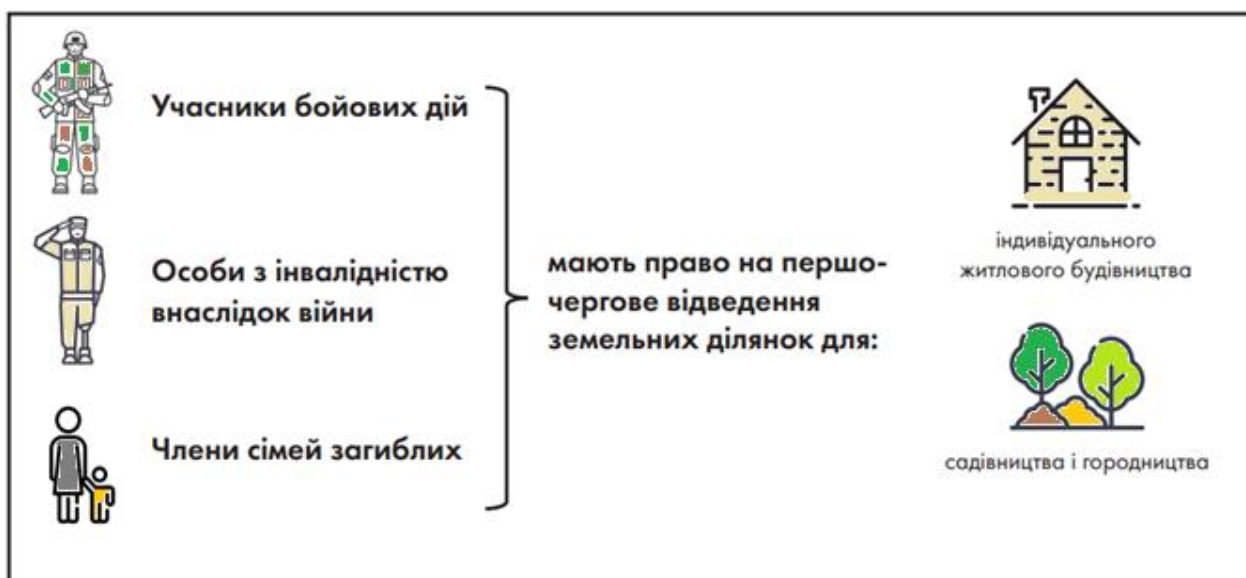 Учасники бойових дій
Особи з інвалідністю
внаслідок війни
Члени сімей загиблих
мають право на першо-
чергове відведення
земельних ділянок для:
індивідуального
житлового будівництва
садівництва і городництва